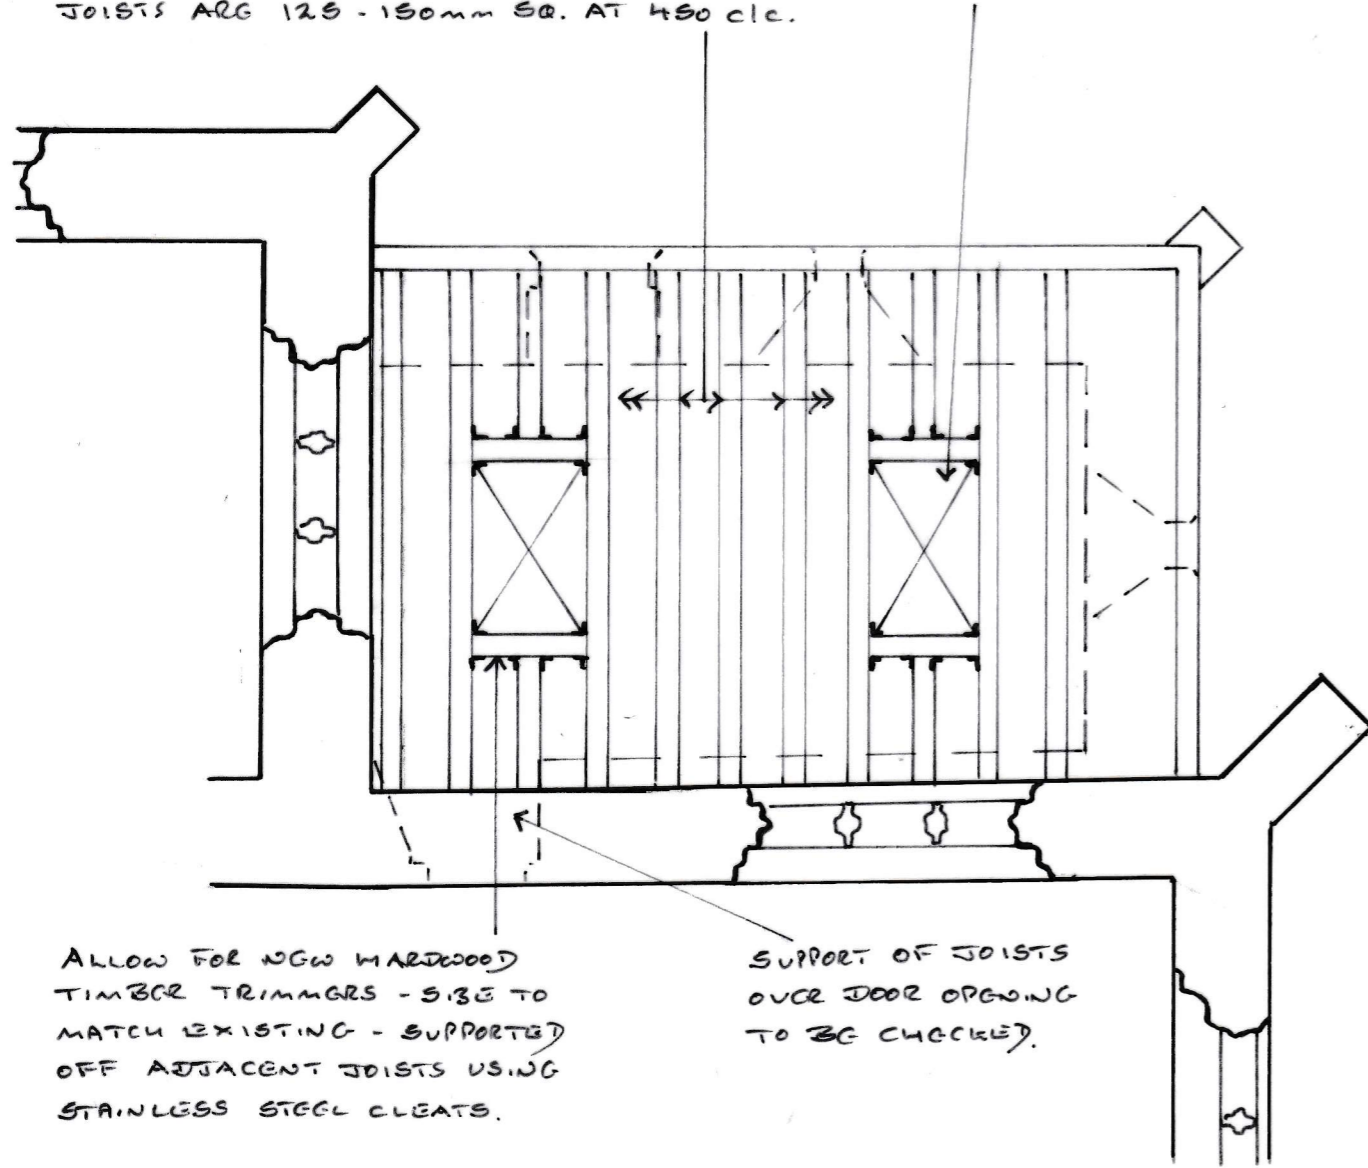 JOISTS ARE 125 - 150mm SQ. AT 450 c/c.
ALLOW FOR NEW HARDWOOD
TIMBER TRIMMERS - SIZE TO
MATCH EXISTING - SUPPORTED
OFF ADJACENT JOISTS USING
STAINLESS STEEL CLEATS.
SUPPORT OF JOISTS
OVER DOOR OPENING
TO BE CHECKED.